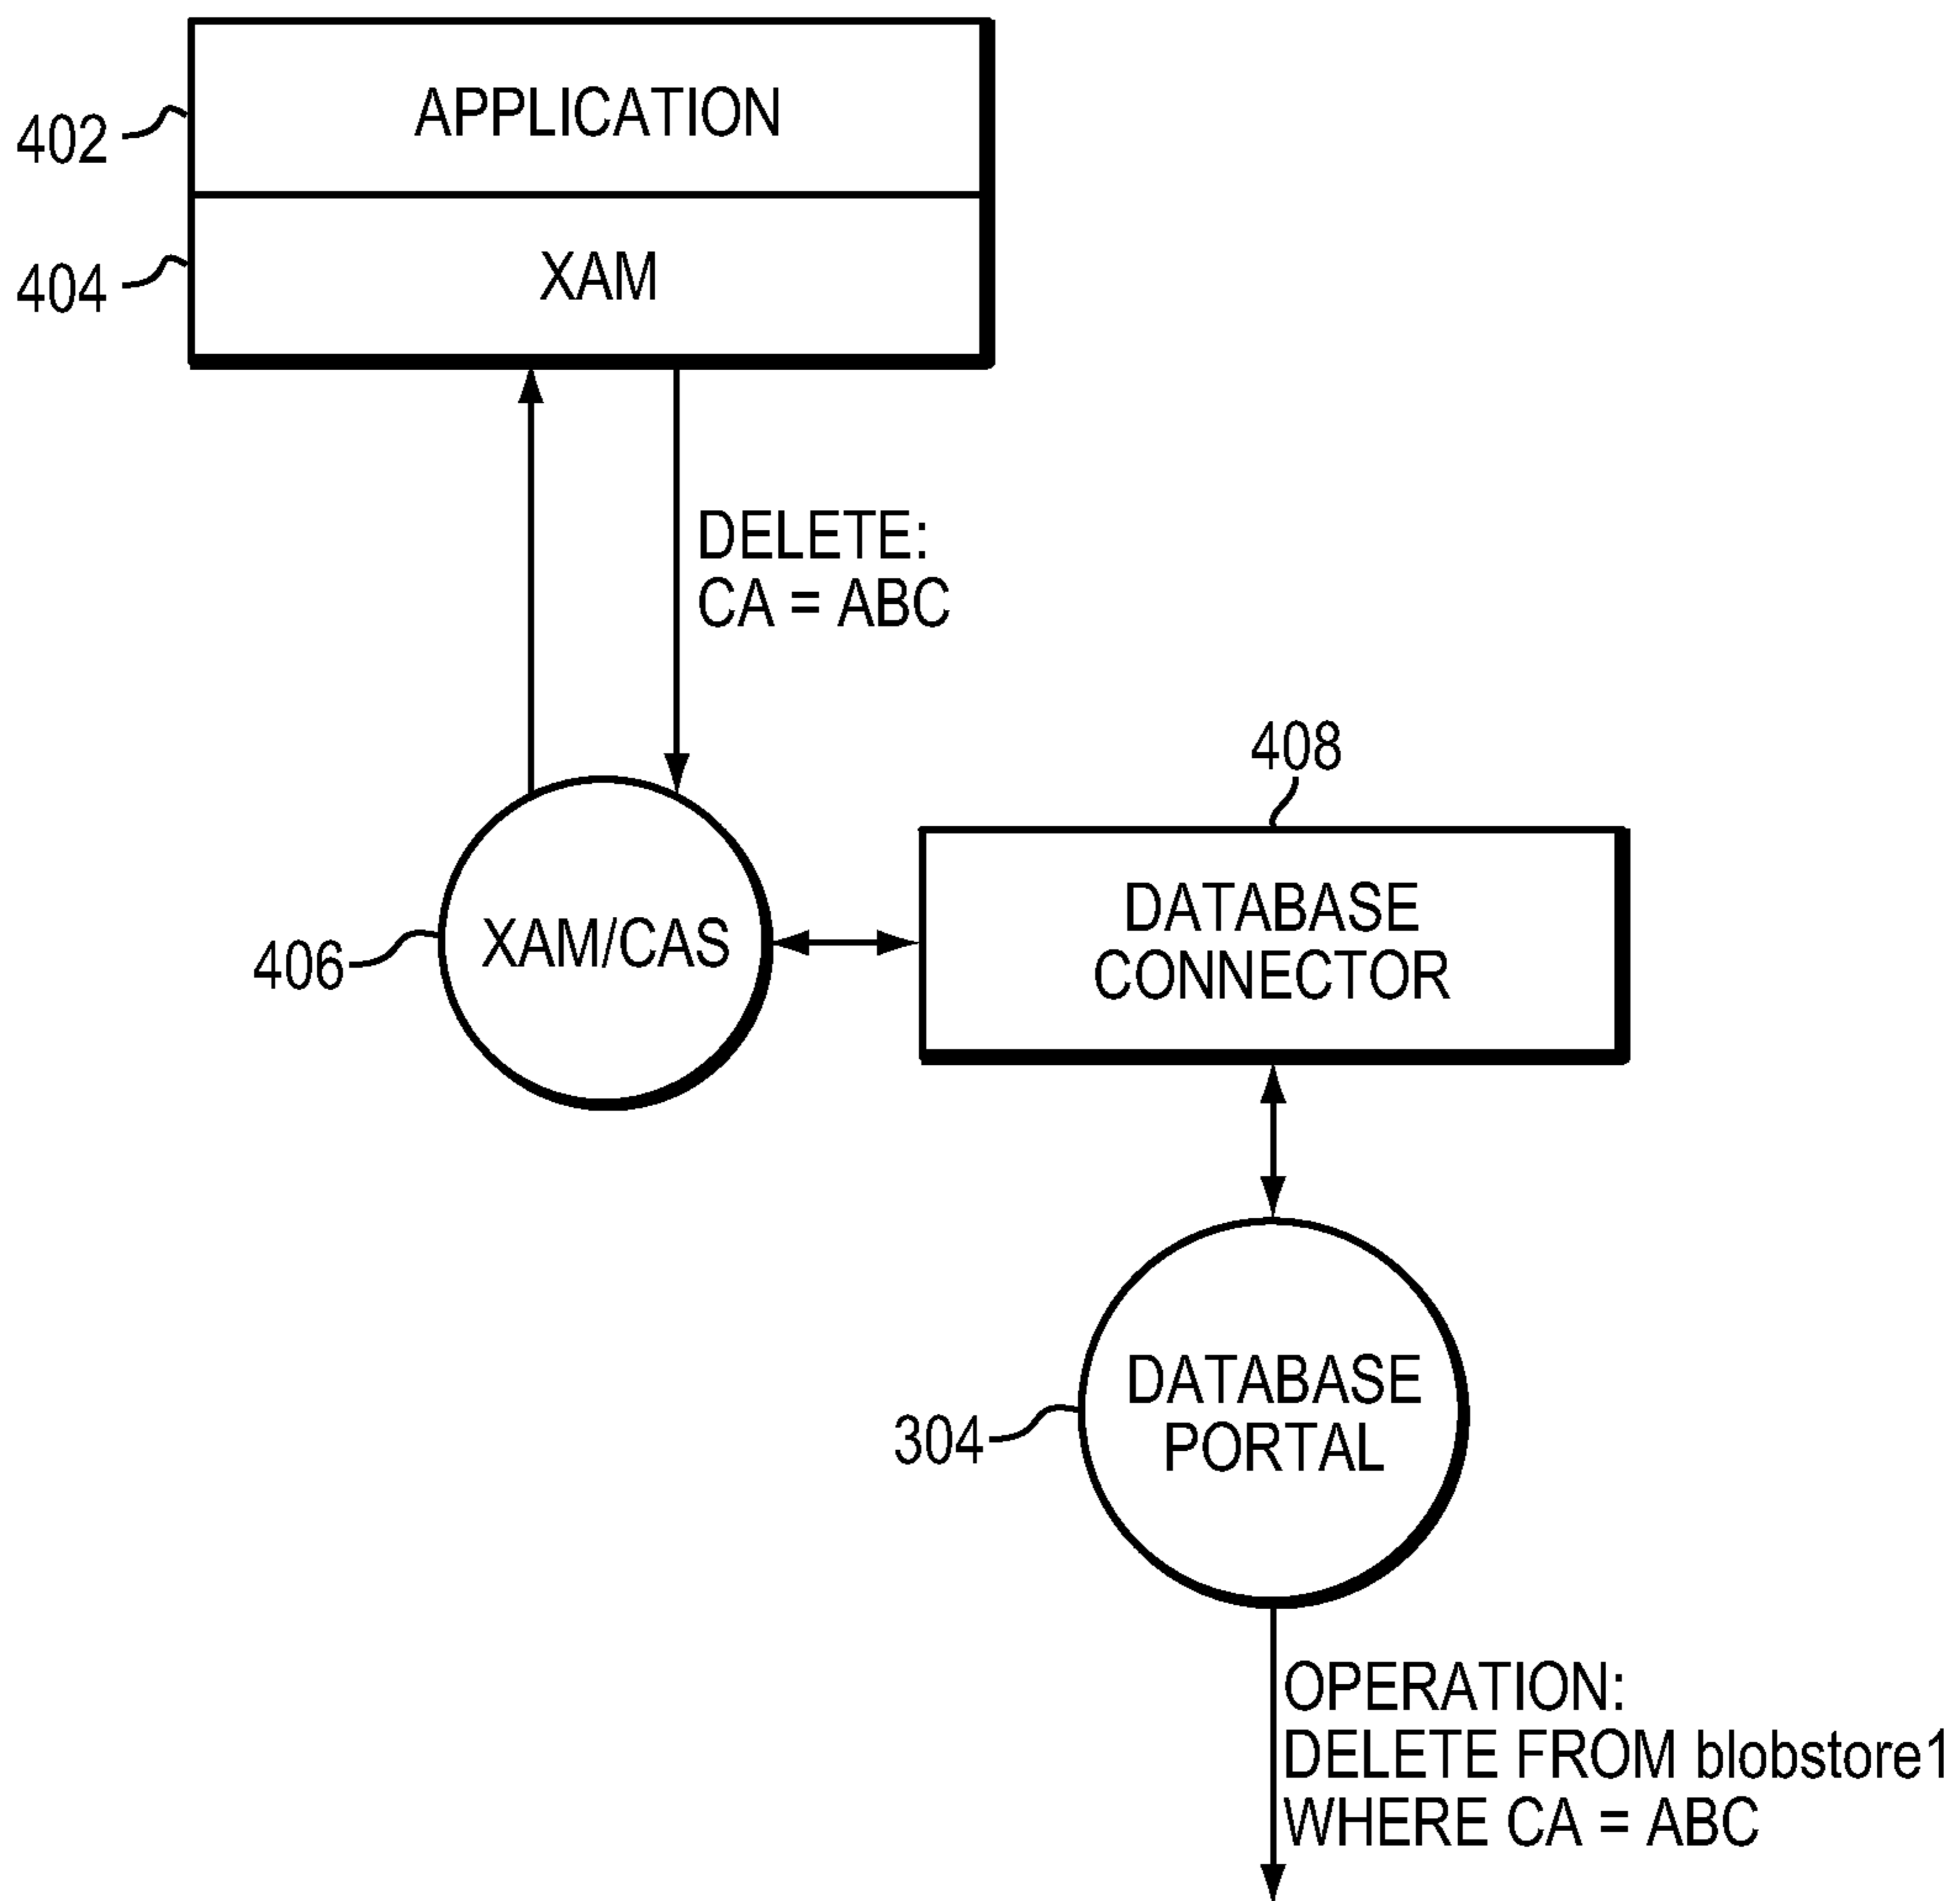 APPLICATION
402
XAM
404
DELETE:
CA = ABC
408
DATABASE
CONNECTOR
XAM/CAS
406
DATABASE
PORTAL
304
OPERATION:
DELETE FROM blobstore1
WHERE CA = ABC